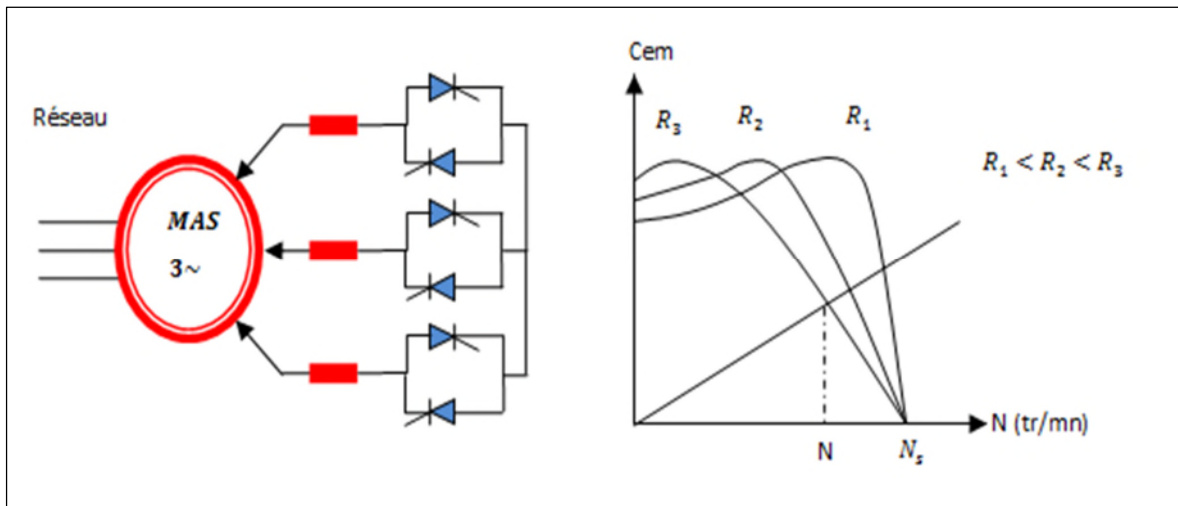 Réseau
MAS
3~
Cem
R₃ R₂ R₁
R₁ < R₂ < R₃
N (tr/mn)
N Nₛ